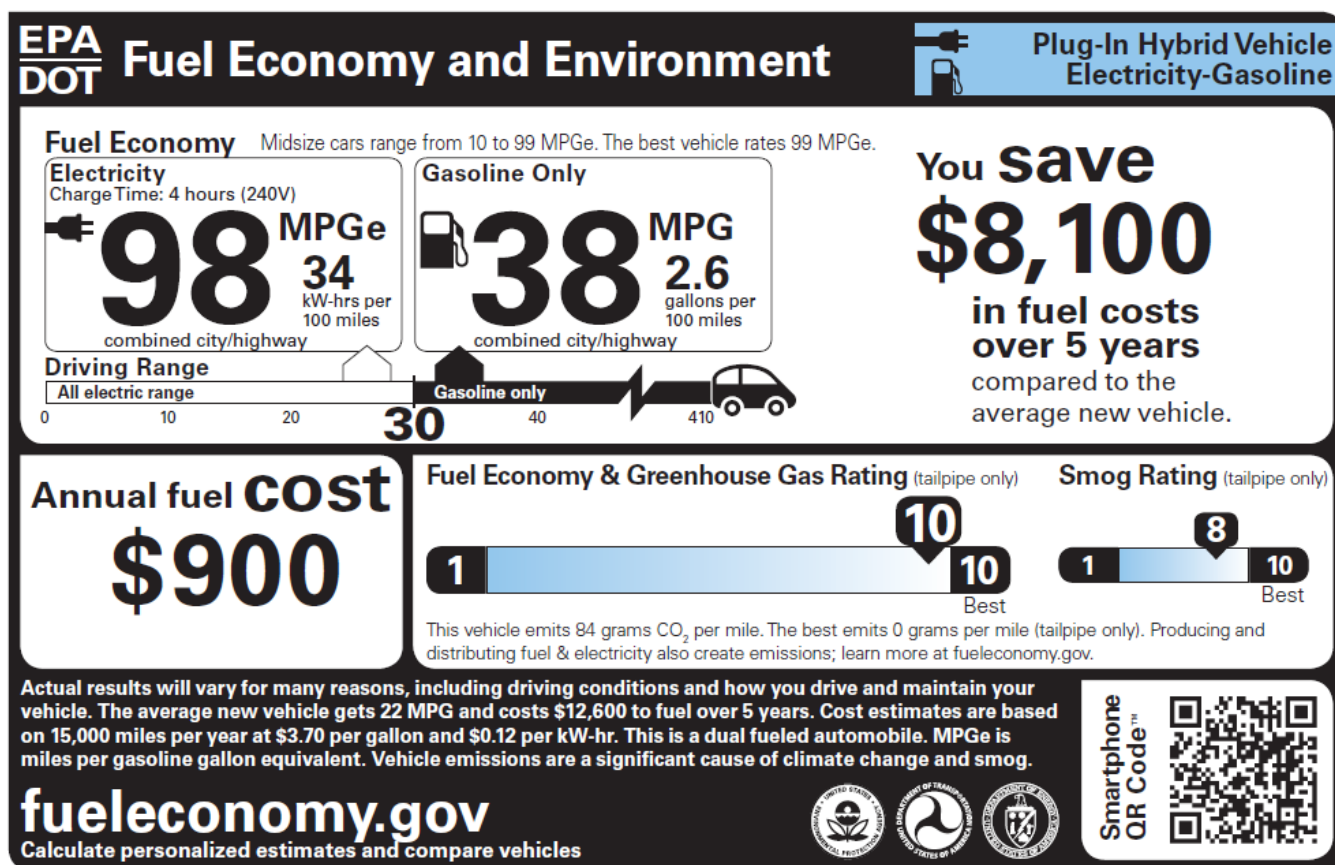 EPA
DOT
Fuel Economy and Environment
Plug-In Hybrid Vehicle
Electricity-Gasoline
Fuel Economy
Midsize cars range from 10 to 99 MPGe. The best vehicle rates 99 MPGe.
Electricity
Charge Time: 4 hours (240V)
98 MPGe
34
kW-hrs per
100 miles
combined city/highway
Gasoline Only
38 MPG
2.6
gallons per
100 miles
combined city/highway
Driving Range
All electric range
Gasoline only
0 10 20 30 40 410
You save
$8,100
in fuel costs
over 5 years
compared to the
average new vehicle.
Annual fuel cost
$900
Fuel Economy & Greenhouse Gas Rating (tailpipe only)
10
1 10
Best
Smog Rating (tailpipe only)
8
1 10
Best
This vehicle emits 84 grams CO₂ per mile. The best emits 0 grams per mile (tailpipe only). Producing and
distributing fuel & electricity also create emissions; learn more at fueleconomy.gov.
Actual results will vary for many reasons, including driving conditions and how you drive and maintain your
vehicle. The average new vehicle gets 22 MPG and costs $12,600 to fuel over 5 years. Cost estimates are based
on 15,000 miles per year at $3.70 per gallon and $0.12 per kW-hr. This is a dual fueled automobile. MPGe is
miles per gasoline gallon equivalent. Vehicle emissions are a significant cause of climate change and smog.
fueleconomy.gov
Calculate personalized estimates and compare vehicles
Smartphone
QR Code™